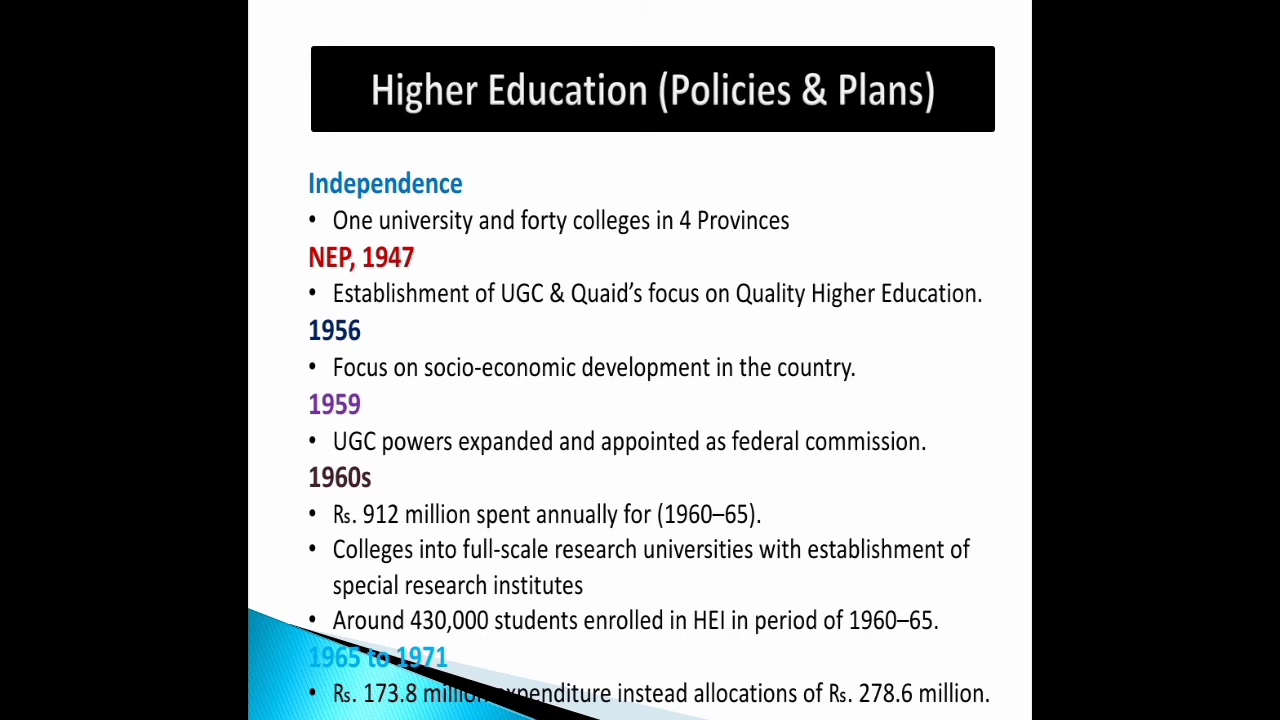 Higher Education (Policies & Plans)
Independence
• One university and forty colleges in 4 Provinces
NEP, 1947
• Establishment of UGC & Quaid's focus on Quality Higher Education.
1956
• Focus on socio-economic development in the country.
1959
• UGC powers expanded and appointed as federal commission.
1960s
• Rs. 912 million spent annually for (1960–65).
• Colleges into full-scale research universities with establishment of
special research institutes
• Around 430,000 students enrolled in HEI in period of 1960–65.
1965 to 1971
• Rs. 173.8 million expenditure instead allocations of Rs. 278.6 million.